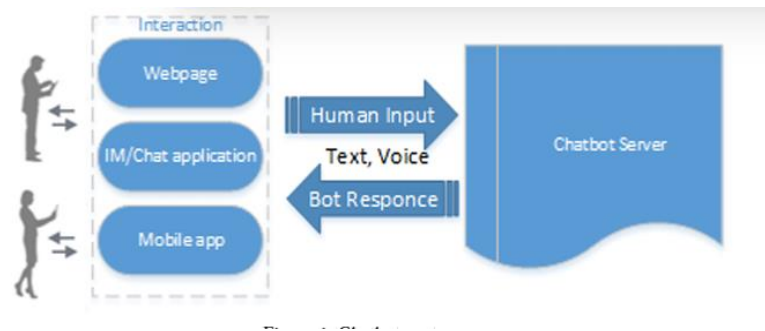 Interaction
Webpage
IM/Chat application
Mobile app
Human Input
Text, Voice
Bot Responce
Chatbot Server